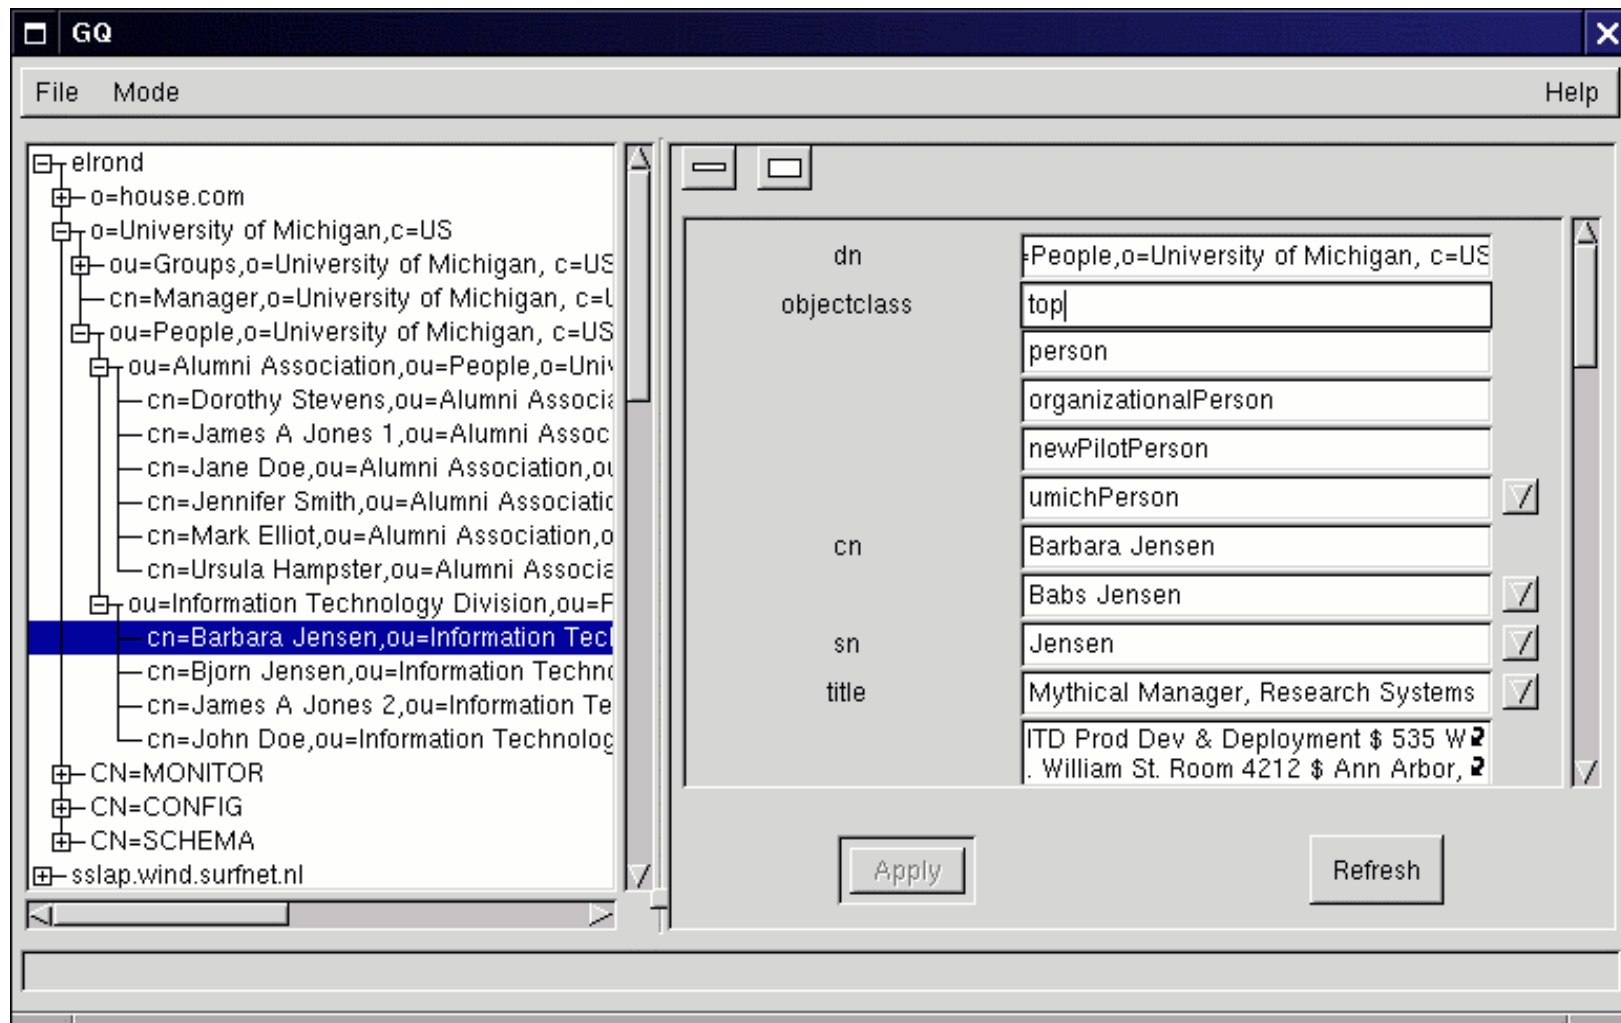 GQ
File Mode Help
elrond
o=house.com
o=University of Michigan,c=US
ou=Groups,o=University of Michigan, c=US
cn=Manager,o=University of Michigan, c=U
ou=People,o=University of Michigan, c=US
ou=Alumni Association,ou=People,o=Univ
cn=Dorothy Stevens,ou=Alumni Associa
cn=James A Jones 1,ou=Alumni Assoc
cn=Jane Doe,ou=Alumni Association,ou
cn=Jennifer Smith,ou=Alumni Associatio
cn=Mark Elliot,ou=Alumni Association,o
cn=Ursula Hampster,ou=Alumni Associa
ou=Information Technology Division,ou=P
cn=Barbara Jensen,ou=Information Tech
cn=Bjorn Jensen,ou=Information Techno
cn=James A Jones 2,ou=Information Te
cn=John Doe,ou=Information Technolog
CN=MONITOR
CN=CONFIG
CN=SCHEMA
sslap.wind.surfnet.nl
dn =People,o=University of Michigan, c=US
objectclass top
person
organizationalPerson
newPilotPerson
umichPerson
cn Barbara Jensen
Babs Jensen
sn Jensen
title Mythical Manager, Research Systems
ITD Prod Dev & Deployment $ 535 W
. William St. Room 4212 $ Ann Arbor,
Apply Refresh